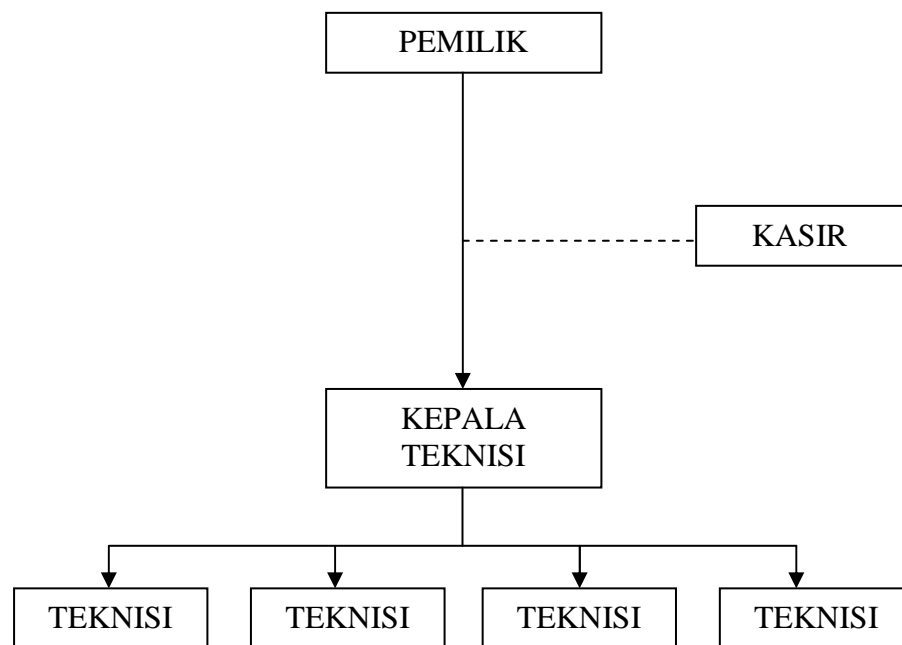 PEMILIK
KASIR
KEPALA
TEKNISI
TEKNISI
TEKNISI
TEKNISI
TEKNISI